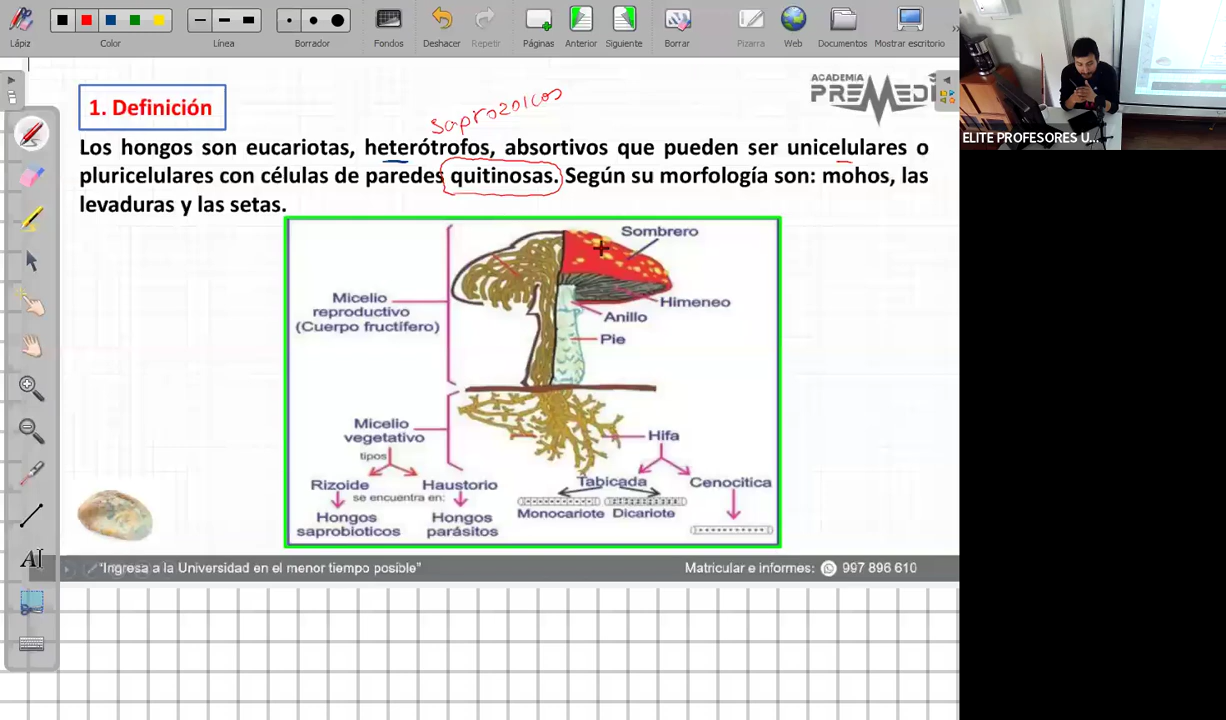 Lápiz
Color
Línea
Borrador
Fondos
Deshacer
Repetir
Páginas
Anterior
Siguiente
Borrar
Pizarra
Web
Documentos
Mostrar escritorio
»
ACADEMIA
PREMEDI
1. Definición
saprozoicos
Los hongos son eucariotas, heterótrofos, absortivos que pueden ser unicelulares o
pluricelulares con células de paredes quitinosas. Según su morfología son: mohos, las
levaduras y las setas.
Sombrero
Micelio
reproductivo
(Cuerpo fructífero)
Himeneo
Anillo
Pie
Micelio
vegetativo
Hifa
tipos
Rizoide
Haustorio
se encuentra en:
Tabicada
Cenocitica
Hongos
saprobioticos
Hongos
parásitos
Monocariote
Dicariote
"Ingresa a la Universidad en el menor tiempo posible"
Matricular e informes: 997 896 610
ELITE PROFESORES U...
AI